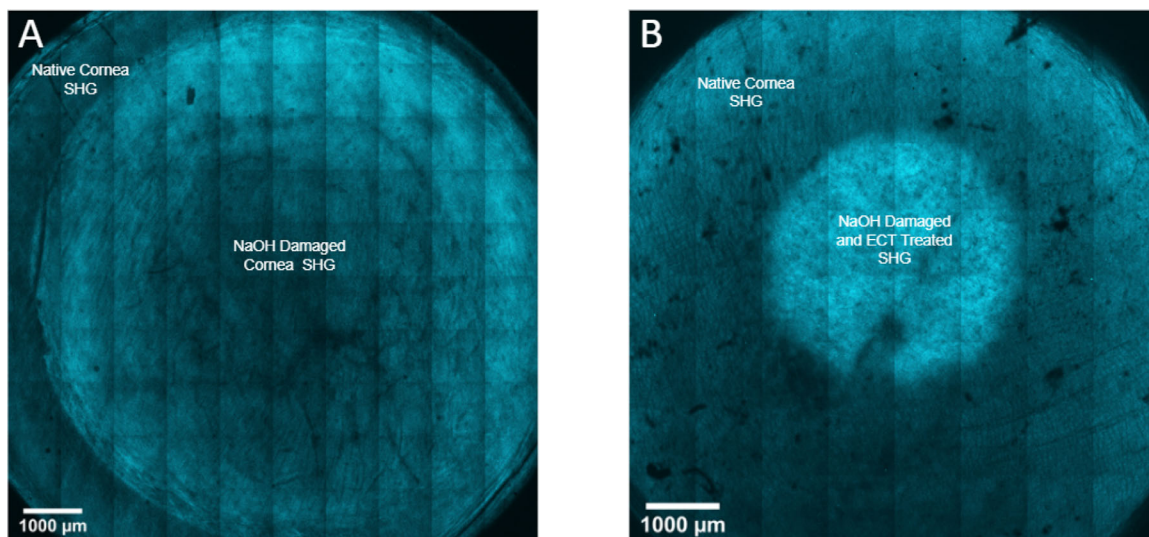 A
Native Cornea
SHG
NaOH Damaged
Cornea SHG
1000 µm
B
Native Cornea
SHG
NaOH Damaged
and ECT Treated
SHG
1000 µm